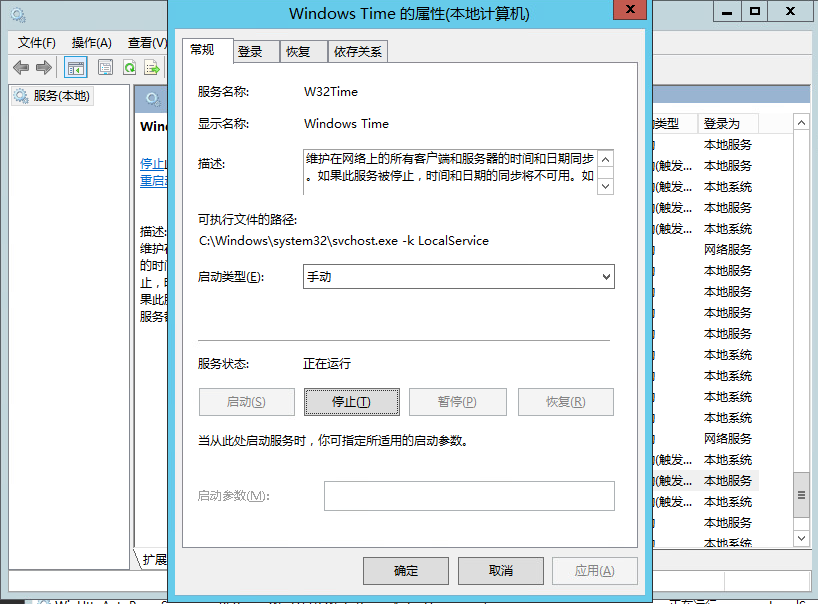 Windows Time 的属性(本地计算机)
文件(F) 操作(A) 查看(V)
常规 登录 恢复 依存关系
服务(本地)
服务名称: W32Time
显示名称: Windows Time
描述: 维护在网络上的所有客户端和服务器的时间和日期同步
。如果此服务被停止，时间和日期的同步将不可用。如
可执行文件的路径:
C:\Windows\system32\svchost.exe -k LocalService
启动类型(E): 手动
服务状态: 正在运行
启动(S) 停止(T) 暂停(P) 恢复(R)
当从此处启动服务时，你可指定所适用的启动参数。
启动参数(M):
确定 取消 应用(A)
停止
重启
描述:
维护
的时
止，
果此
服务
扩展
类型 登录为
本地服务
(触发... 本地服务
(触发... 本地系统
(触发... 本地服务
(触发... 本地系统
网络服务
本地服务
本地服务
本地服务
本地服务
本地系统
本地系统
本地系统
本地系统
网络服务
(触发... 本地系统
(触发... 本地服务
(触发... 本地系统
本地服务
本地系统